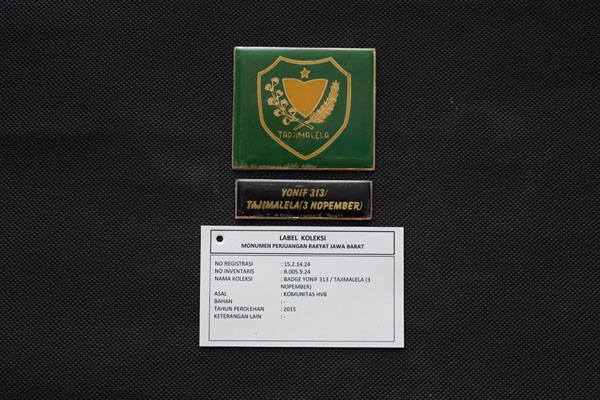 TADJIMALELA
YONIF 313/
TAJIMALELA(3 NOPEMBER)
LABEL KOLEKSI
MONUMEN PERJUANGAN RAKYAT JAWA BARAT
NO REGISTRASI : 15.2.14.24
NO INVENTARIS : B.005.9.24
NAMA KOLEKSI : BADGE YONIF 313 / TAJIMALELA (3
NOPEMBER)
ASAL : KOMUNITAS HVB
BAHAN : -
TAHUN PEROLEHAN : 2015
KETERANGAN LAIN : -